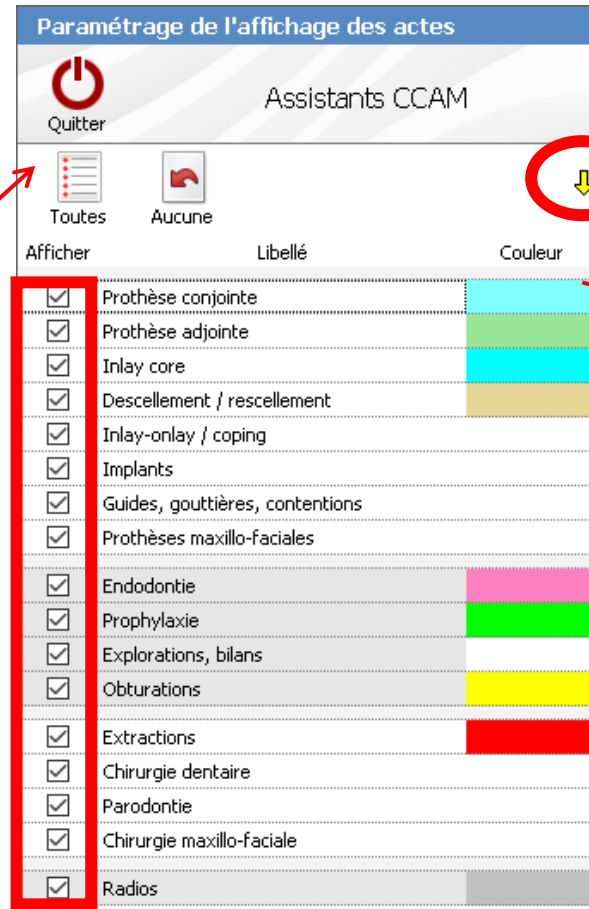 Paramétrage de l'affichage des actes
Assistants CCAM
Quitter
Toutes Aucune
Afficher Libellé Couleur
Prothèse conjointe
Prothèse adjointe
Inlay core
Descellement / rescellement
Inlay-onlay / coping
Implants
Guides, gouttières, contentions
Prothèses maxillo-faciales
Endodontie
Prophylaxie
Explorations, bilans
Obturations
Extractions
Chirurgie dentaire
Parodontie
Chirurgie maxillo-faciale
Radios